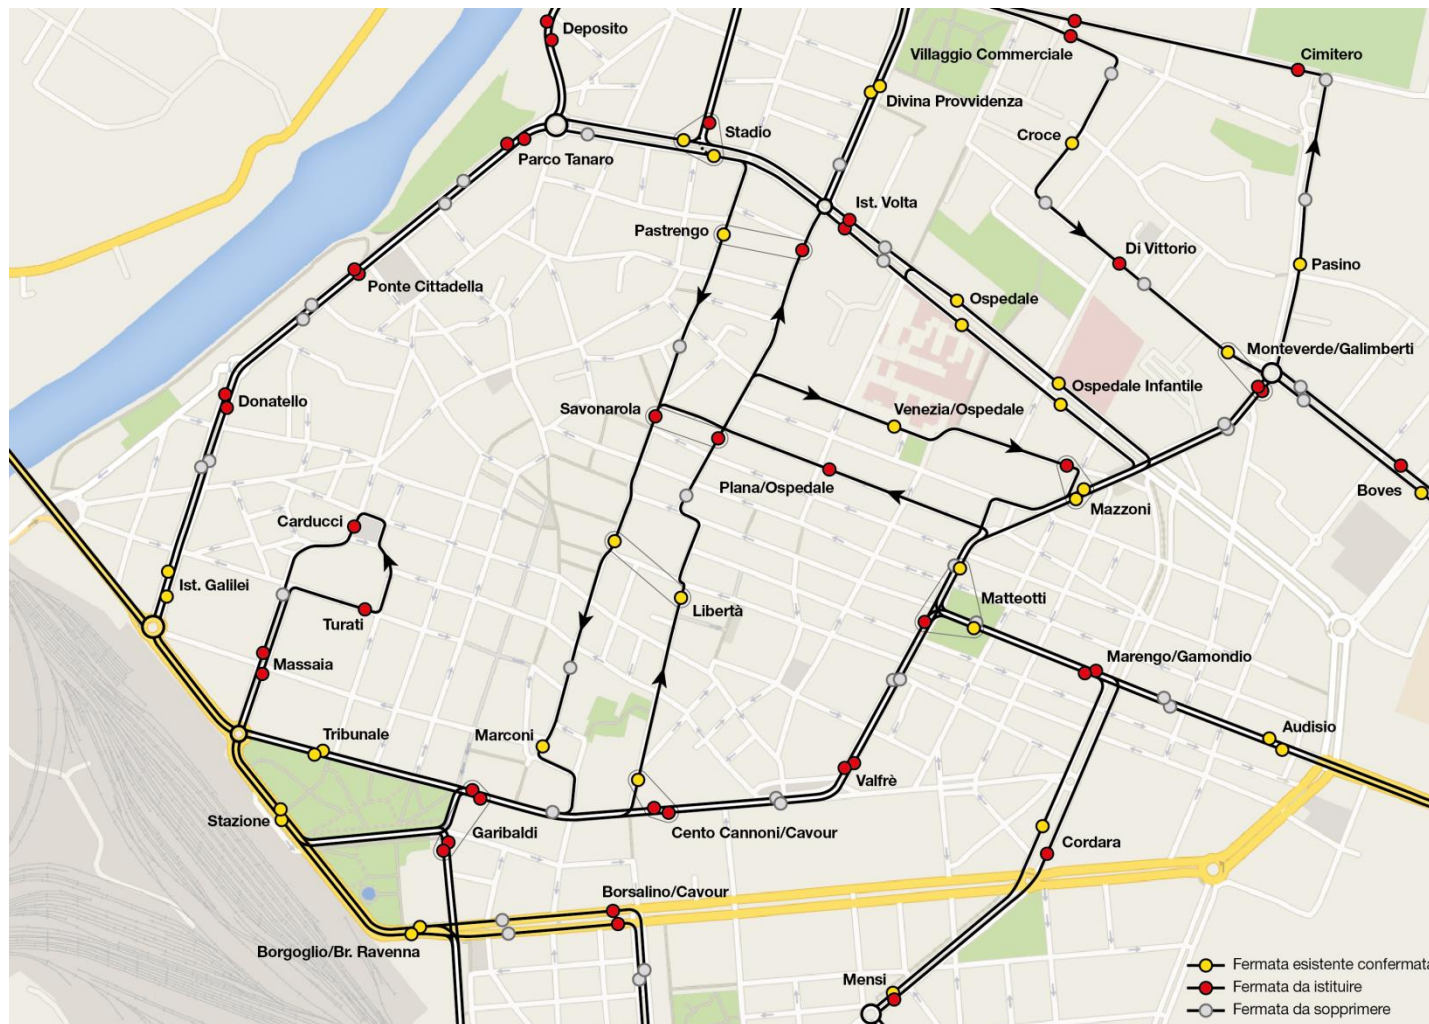 Deposito
Villaggio Commerciale
Cimitero
Divina Provvidenza
Stadio
Croce
Parco Tanaro
Ist. Volta
Pastrengo
Di Vittorio
Pasino
Ponte Cittadella
Ospedale
Monteverde/Galimberti
Ospedale Infantile
Donatello
Savonarola
Venezia/Ospedale
Plana/Ospedale
Boves
Mazzoni
Carducci
Ist. Galilei
Turati
Libertà
Matteotti
Massaia
Marengo/Gamondio
Tribunale
Marconi
Audisio
Valfrè
Stazione
Garibaldi
Cento Cannoni/Cavour
Cordara
Borsalino/Cavour
Borgoglio/Br. Ravenna
Mensi
Fermata esistente confermata
Fermata da istituire
Fermata da sopprimere